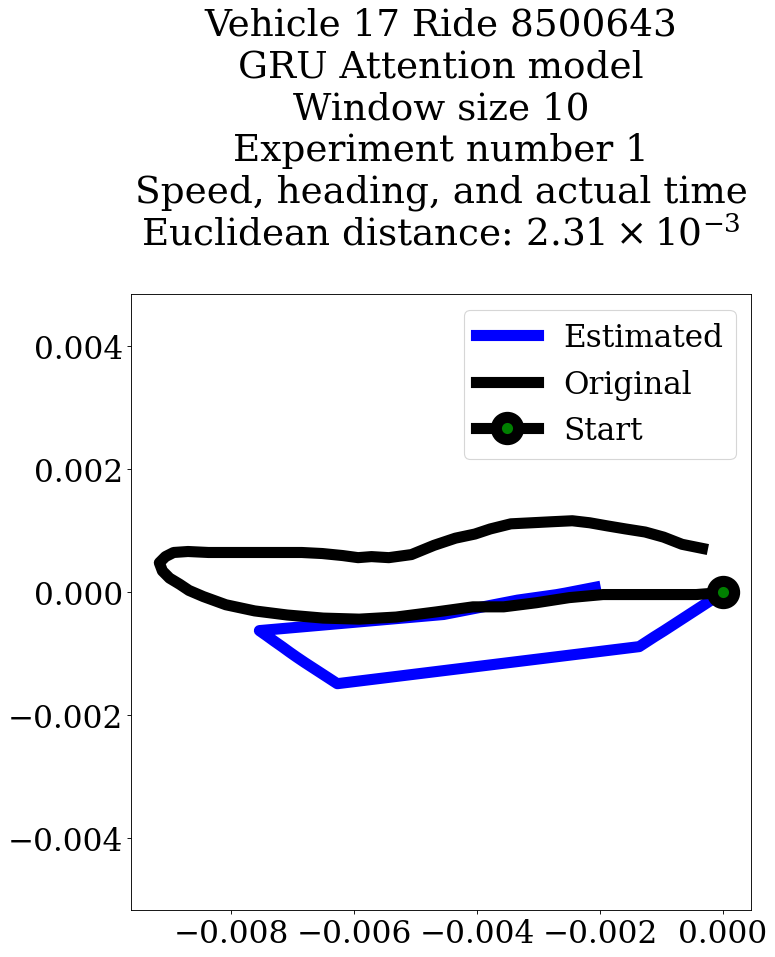 Vehicle 17 Ride 8500643
GRU Attention model
Window size 10
Experiment number 1
Speed, heading, and actual time
Euclidean distance: 2.31 × 10⁻³
Estimated
Original
Start
0.004
0.002
0.000
−0.002
−0.004
−0.008 −0.006 −0.004 −0.002 0.000